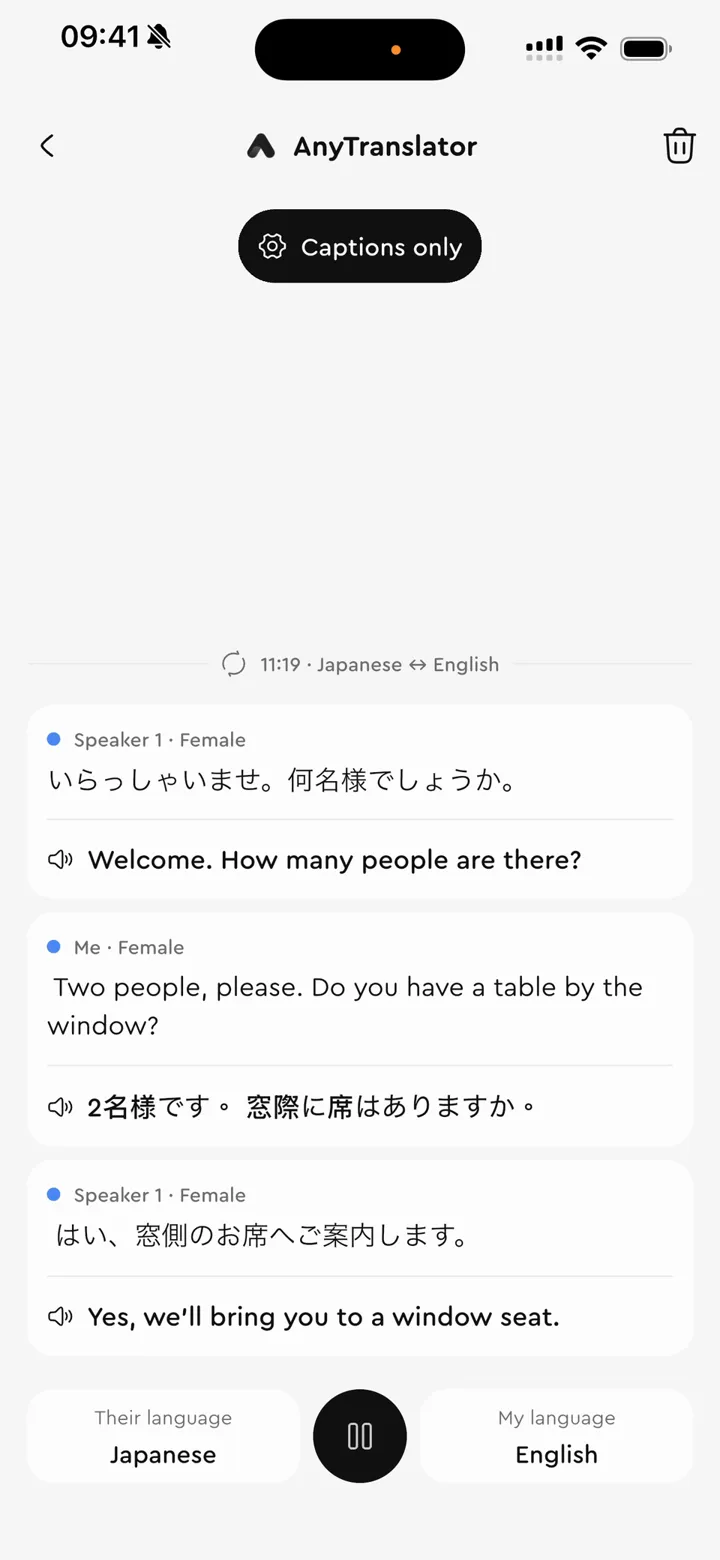 09:41
AnyTranslator
Captions only
11:19 · Japanese ↔ English
Speaker 1 · Female
いらっしゃいませ。何名様でしょうか。
Welcome. How many people are there?
Me · Female
Two people, please. Do you have a table by the
window?
2名様です。 窓際に席はありますか。
Speaker 1 · Female
はい、窓側のお席へご案内します。
Yes, we’ll bring you to a window seat.
Their language
Japanese
My language
English